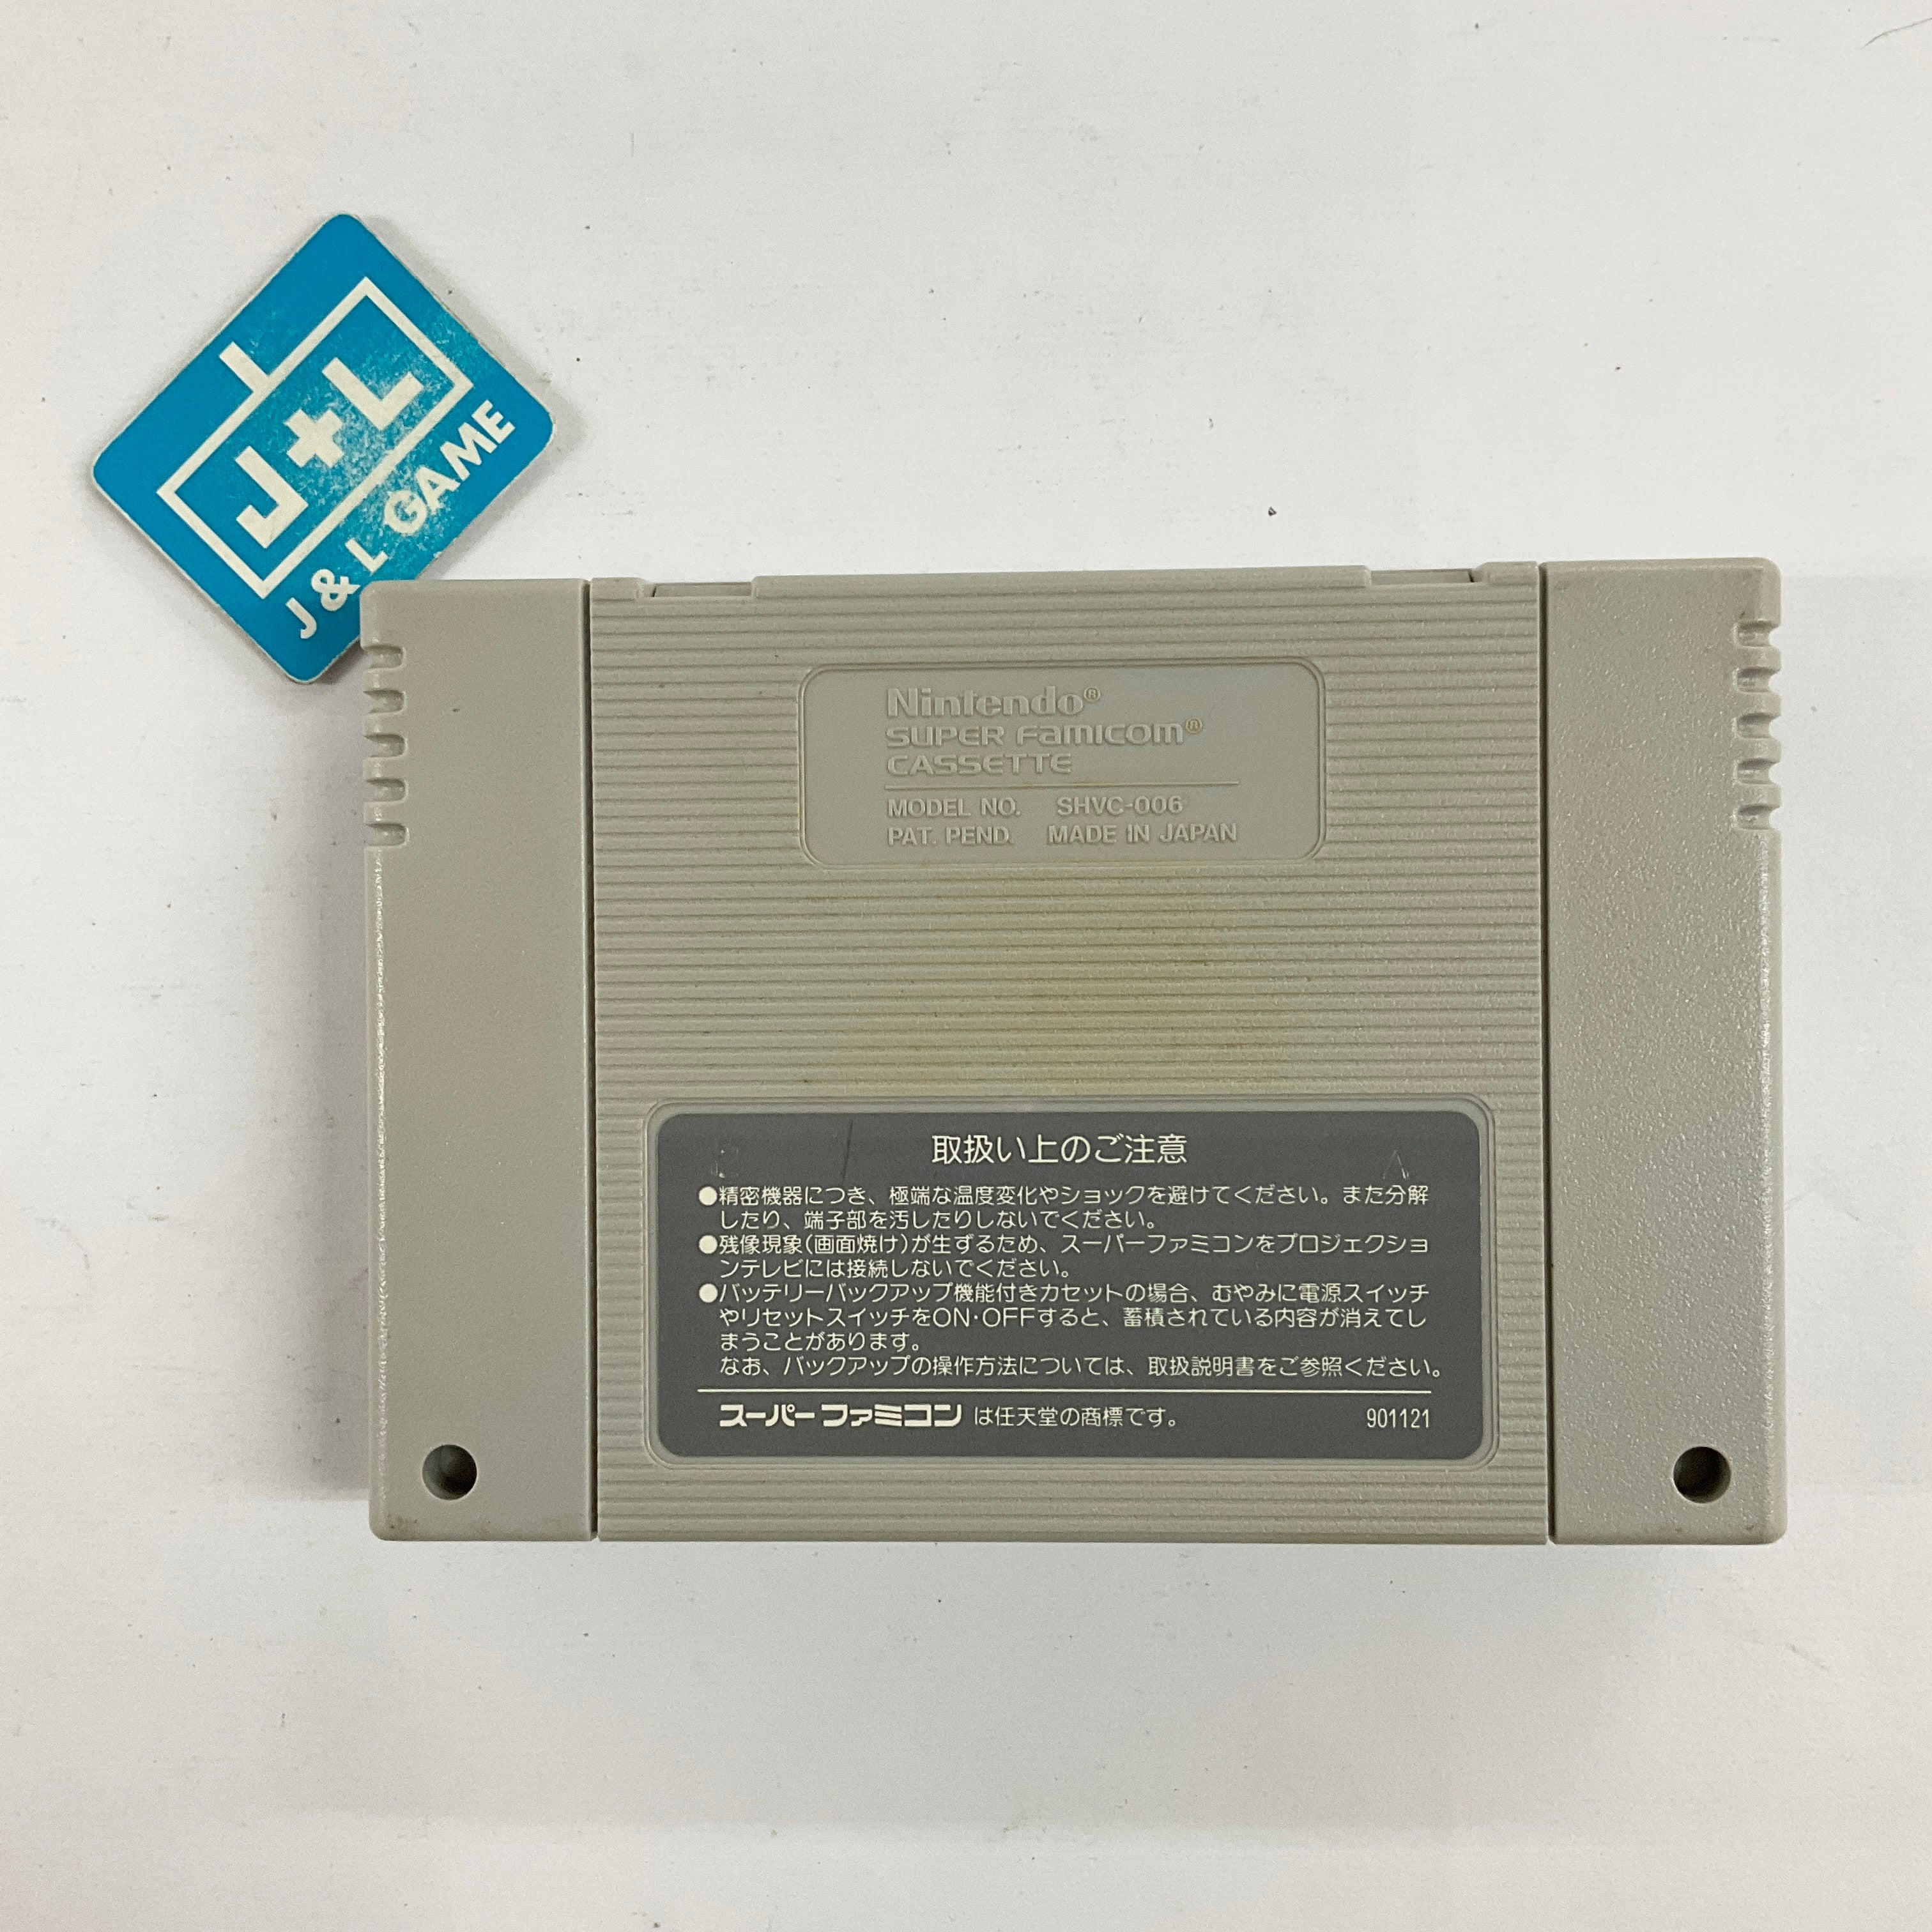 J+L
J & L GAME
Nintendo®
SUPER FAMICOM®
CASSETTE
MODEL NO. SHVC-006
PAT. PEND. MADE IN JAPAN
取扱い上のご注意
●精密機器につき、極端な温度変化やショックを避けてください。また分解
したり、端子部を汚したりしないでください。
●残像現象(画面焼け)が生ずるため、スーパーファミコンをプロジェクショ
ンテレビには接続しないでください。
●バッテリーバックアップ機能付きカセットの場合、むやみに電源スイッチ
やリセットスイッチをON・OFFすると、蓄積されている内容が消えてし
まうことがあります。
なお、バックアップの操作方法については、取扱説明書をご参照ください。
スーパーファミコン は任天堂の商標です。 901121